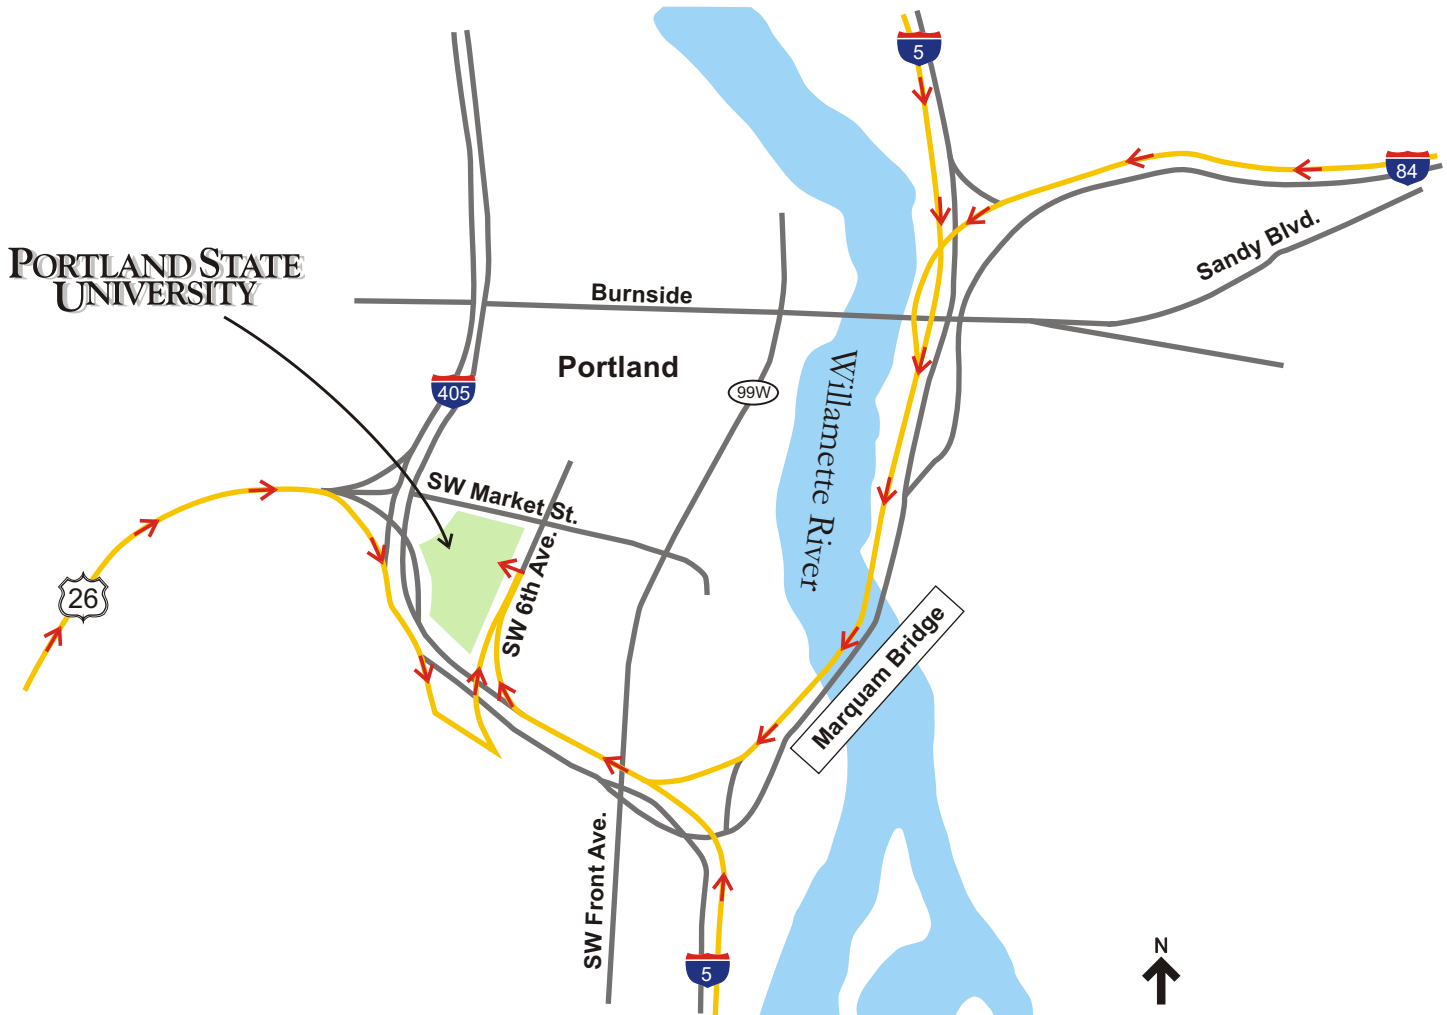 5
84
Sandy Blvd.
PORTLAND STATE
UNIVERSITY
Burnside
Portland
405
99W
Willamette River
SW Market St.
SW 6th Ave.
26
Marquam Bridge
SW Front Ave.
5
N